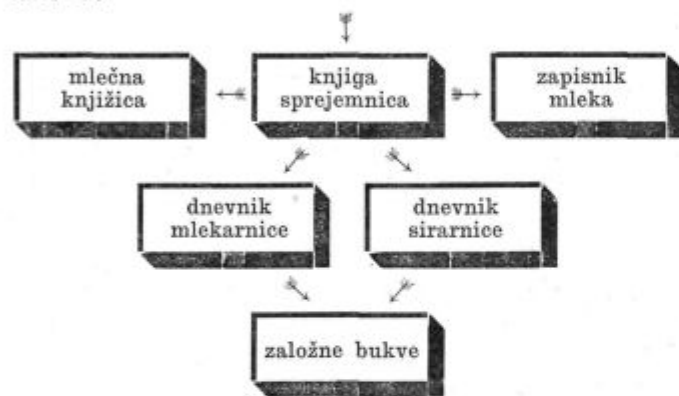 mlečna
knjižica
knjiga
sprejemnica
zapisnik
mleka
dnevnik
mlekarnice
dnevnik
sirarnice
založne bukve